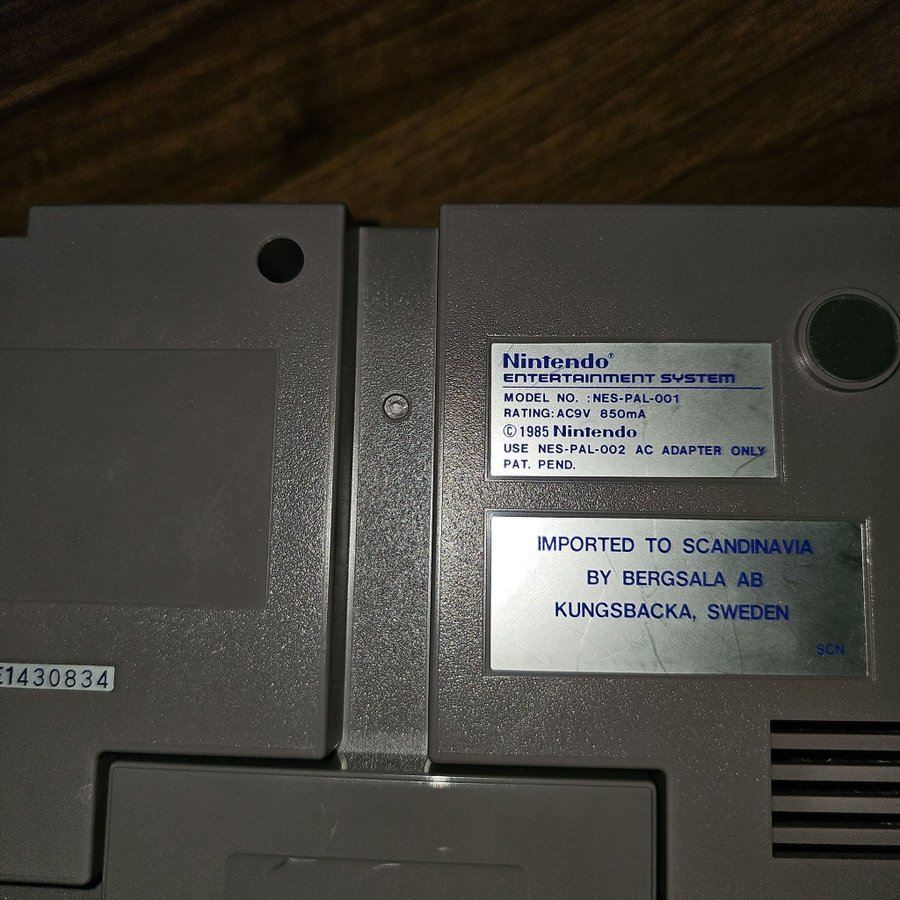 Nintendo®
ENTERTAINMENT SYSTEM
MODEL NO. :NES-PAL-001
RATING:AC9V 850mA
©1985 Nintendo
USE NES-PAL-002 AC ADAPTER ONLY
PAT. PEND.
IMPORTED TO SCANDINAVIA
BY BERGSALA AB
KUNGSBACKA, SWEDEN
SCN
E1430834